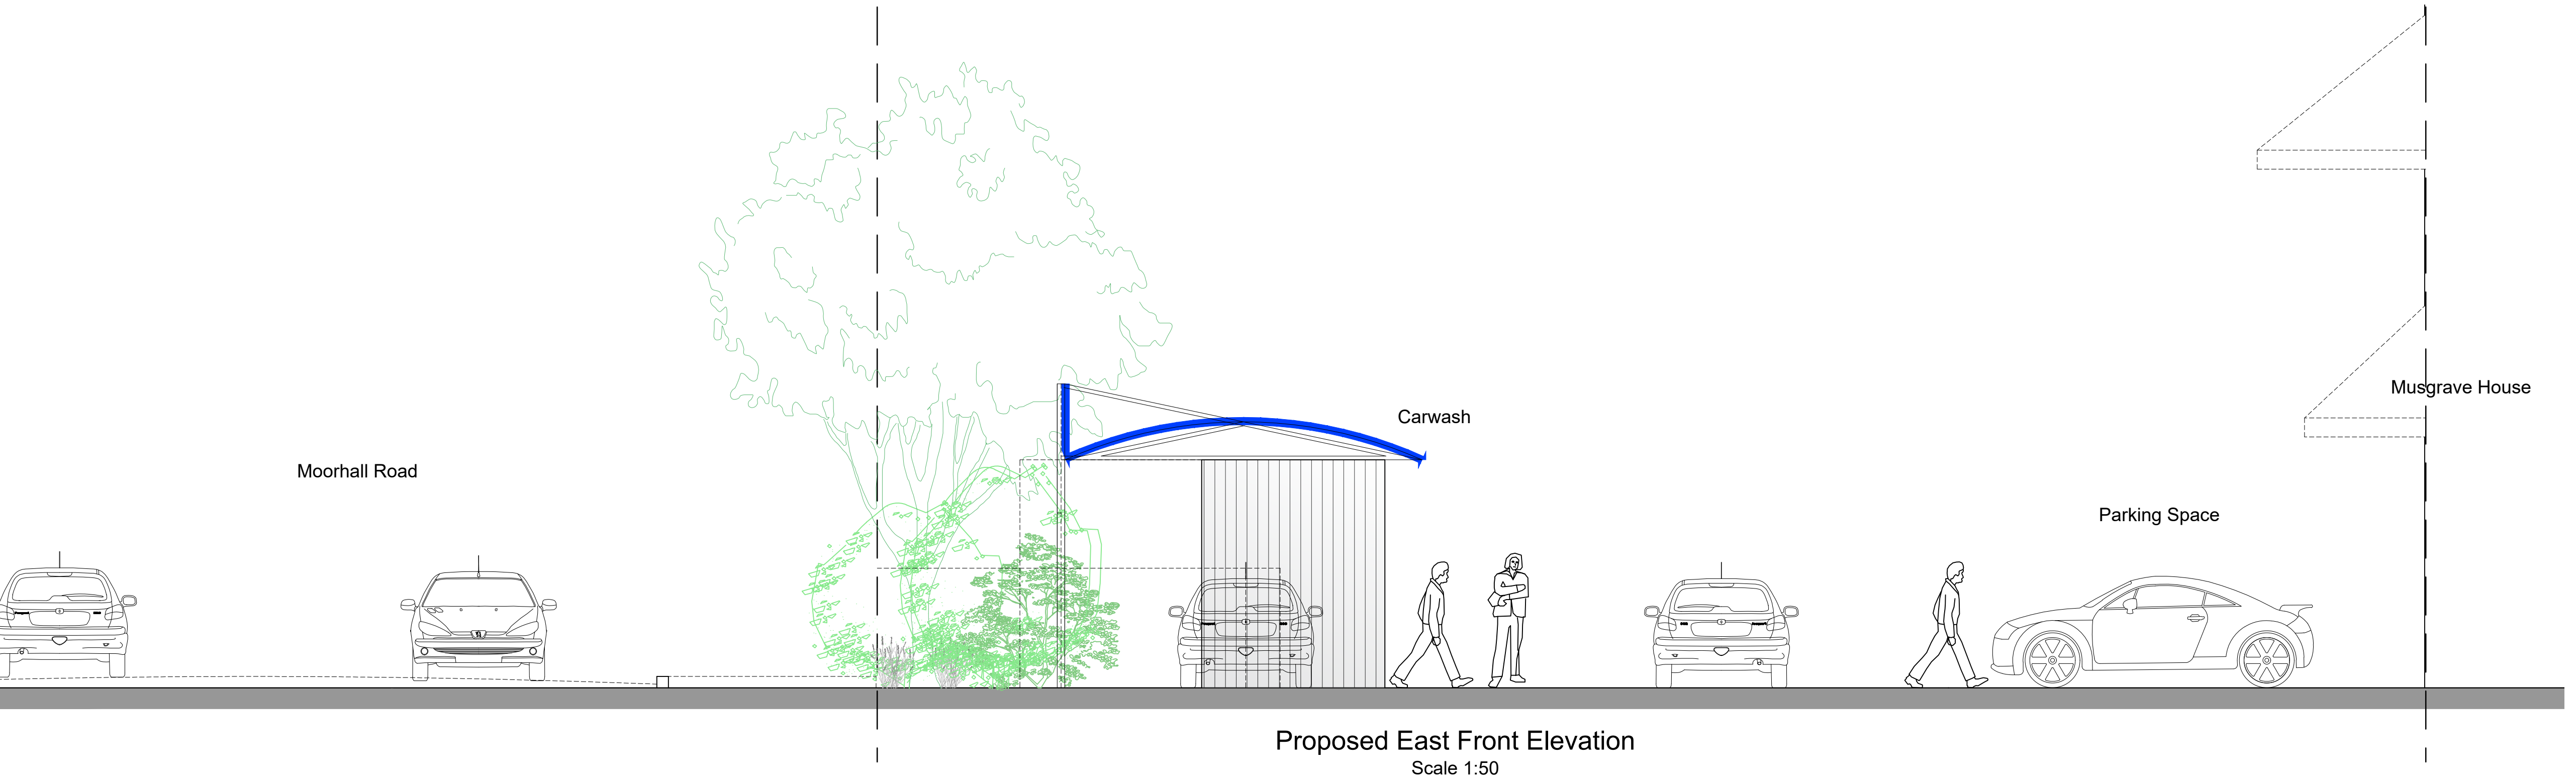 Musgrave House
Carwash
Moorhall Road
Parking Space
Proposed East Front Elevation
Scale 1:50